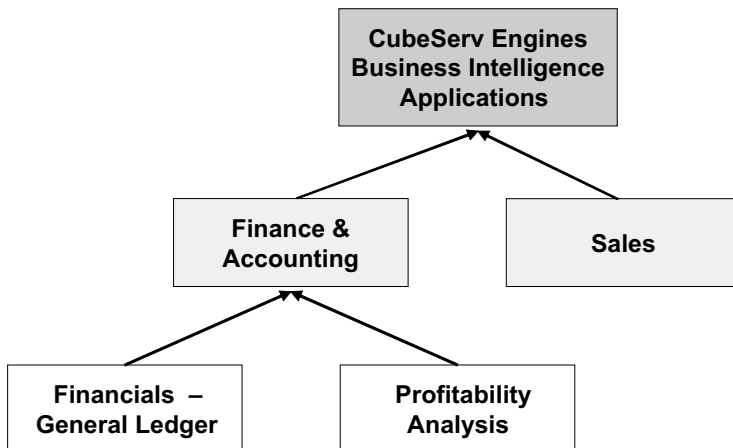 CubeServ Engines
Business Intelligence
Applications
Finance &
Accounting
Sales
Financials –
General Ledger
Profitability
Analysis